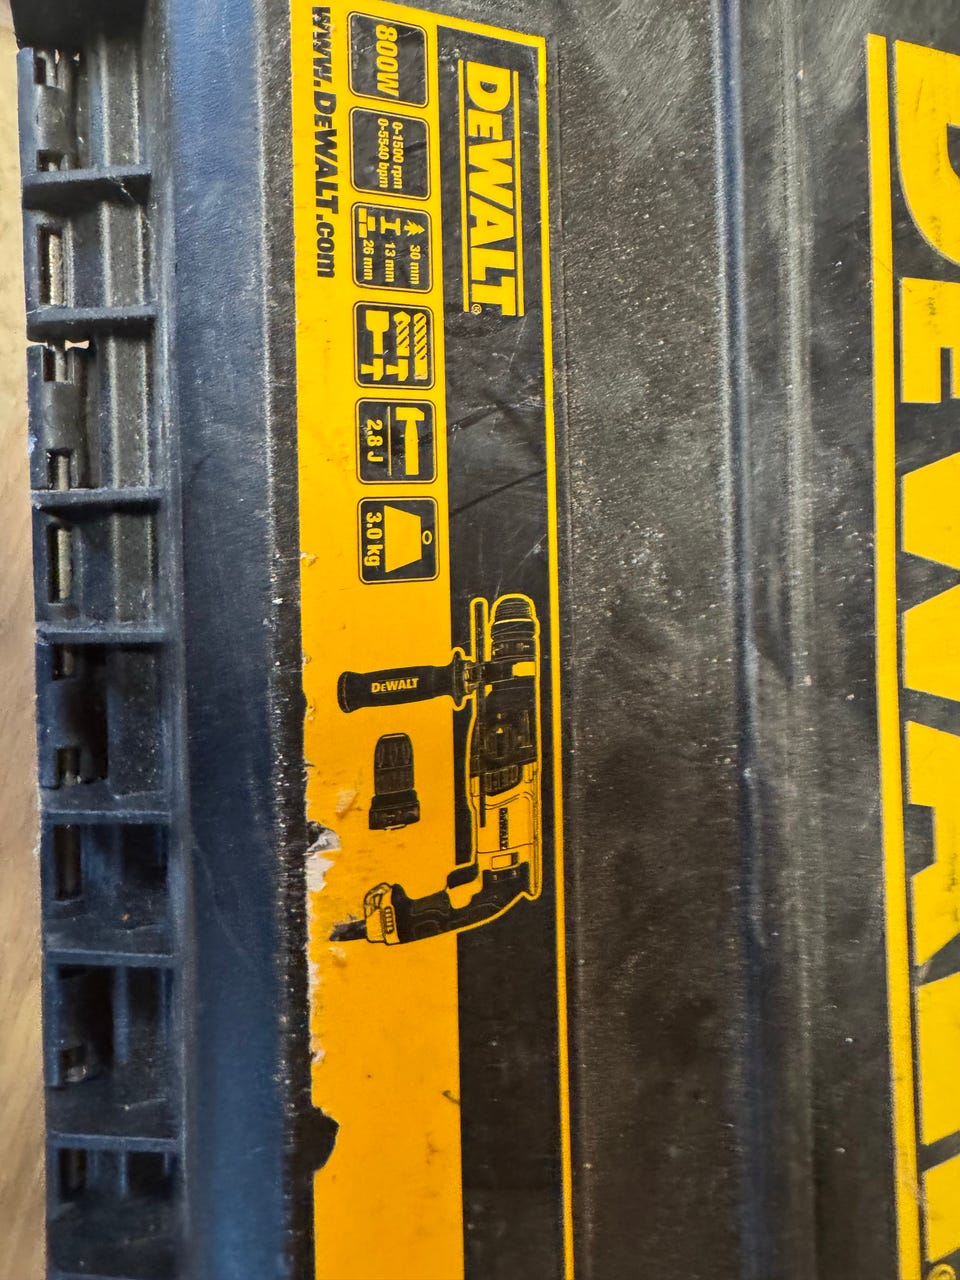 DEWALT®
800W
0-1500 rpm
0-5540 bpm
30 mm
13 mm
26 mm
2.8 J
3.0 kg
www.DEWALT.com
DEWALT
DEWALT
DEWALT®